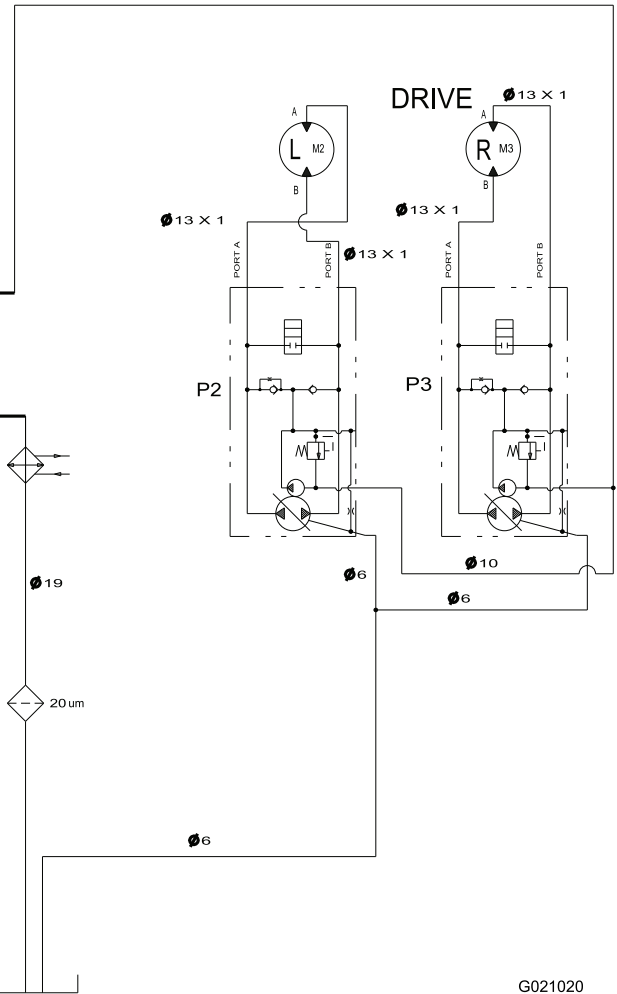 DRIVE
Ø13 X 1
A
L M2
B
A
R M3
B
Ø13 X 1
Ø13 X 1
Ø13 X 1
PORT A
PORT B
PORT A
PORT B
P2
P3
Ø19
Ø6
Ø10
Ø6
20 um
Ø6
G021020